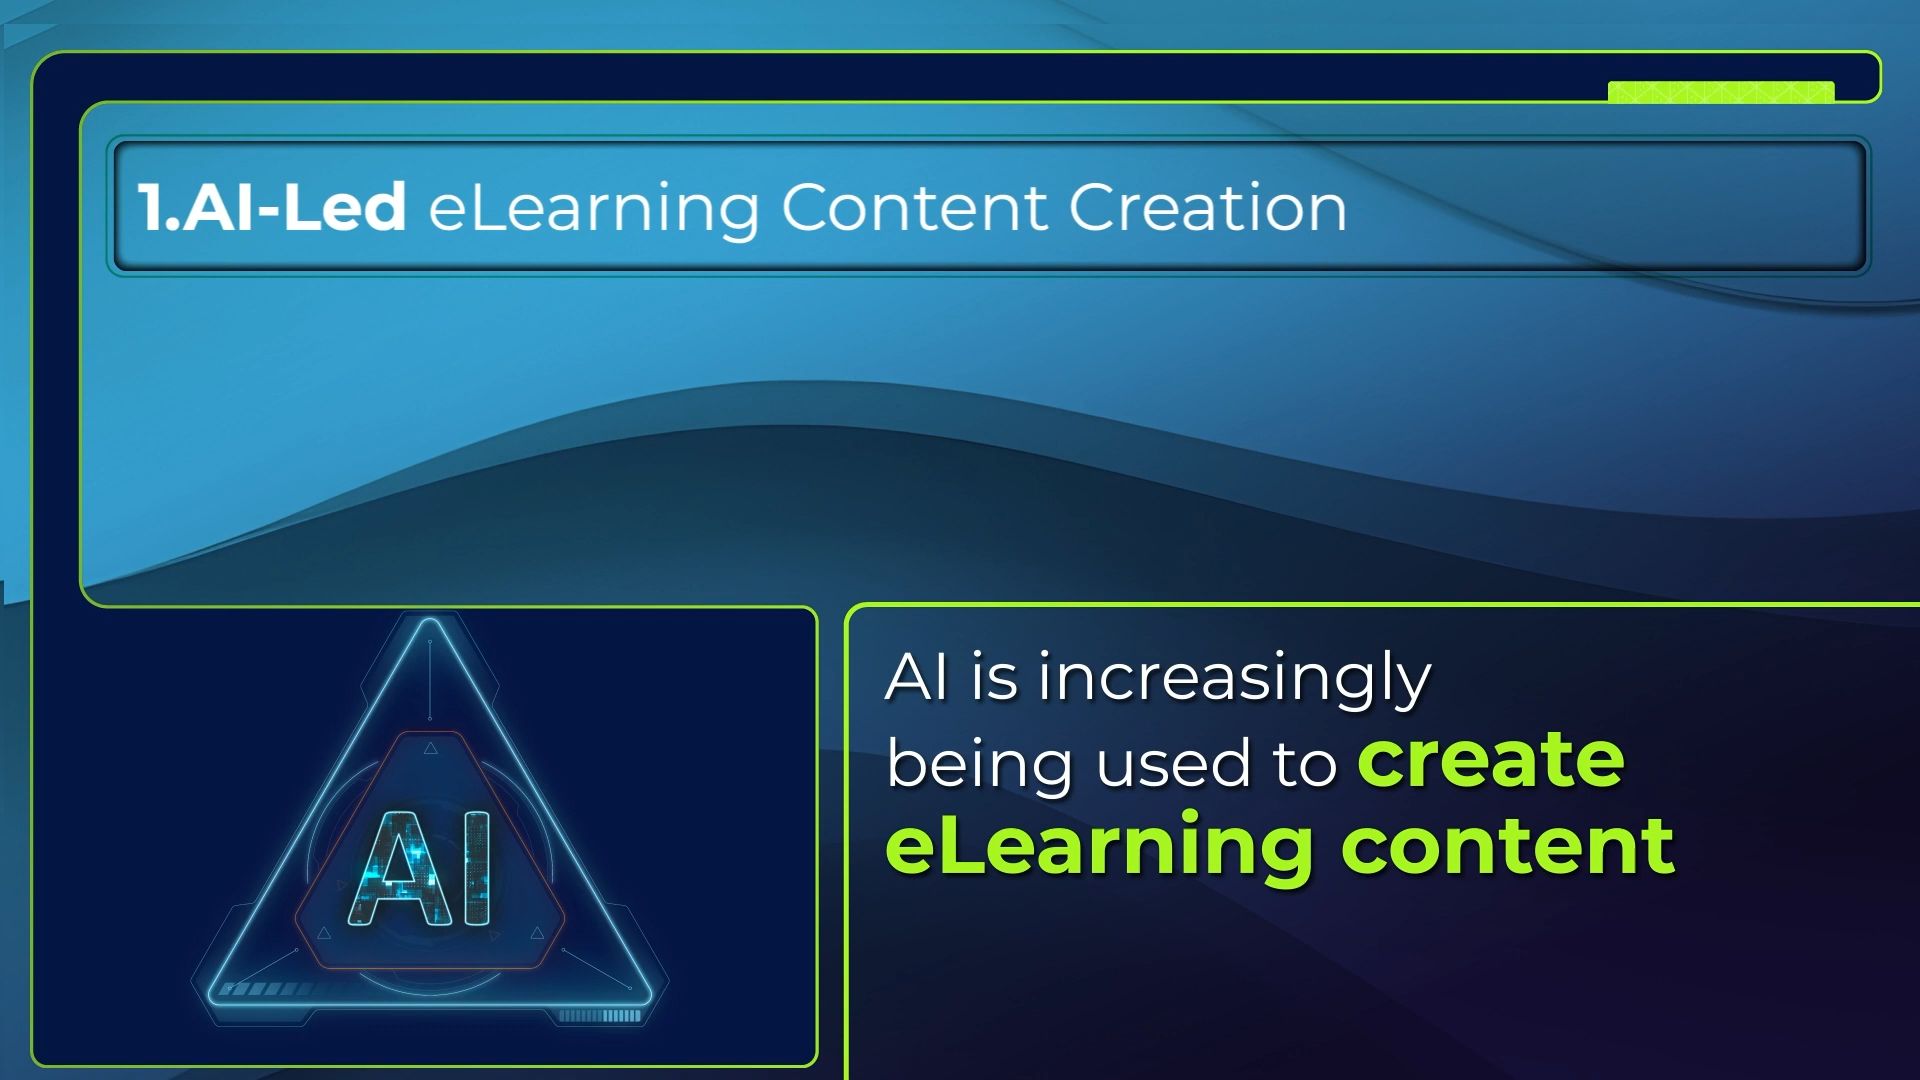 1.AI-Led eLearning Content Creation
AI
AI is increasingly
being used to create
eLearning content